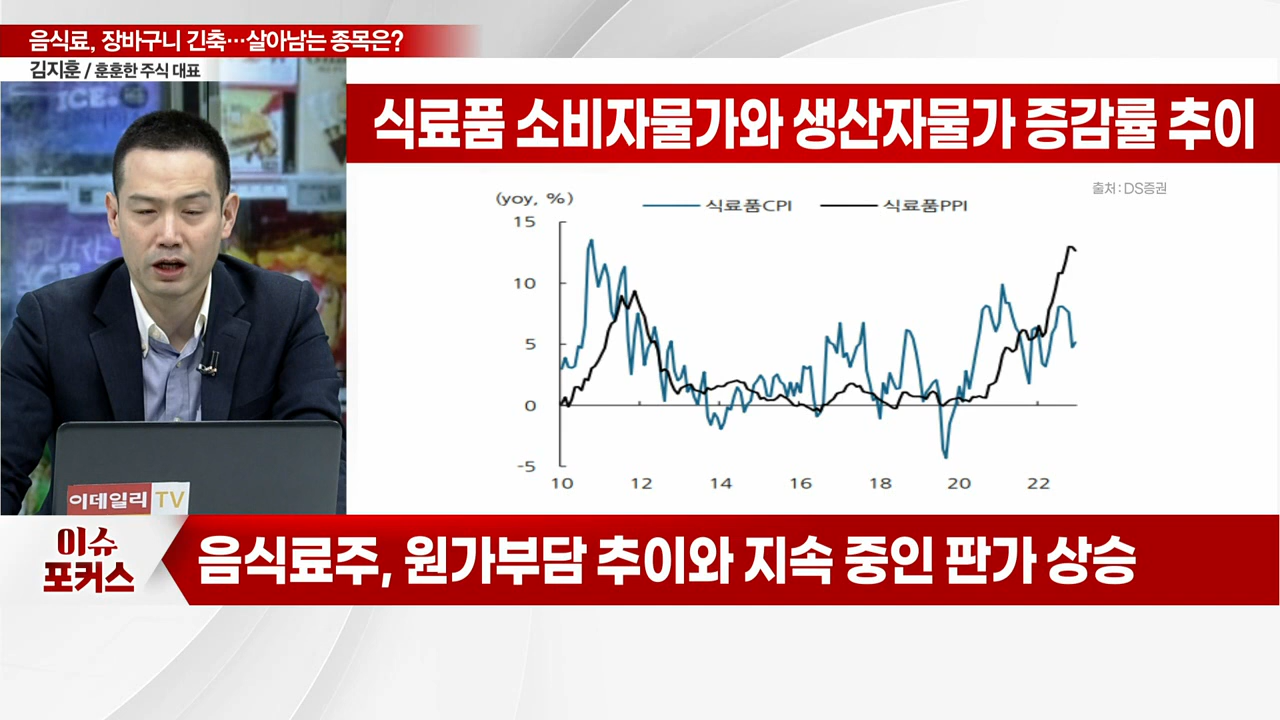 음식료, 장바구니 긴축…살아남는 종목은?
김지훈 / 훈훈한 주식 대표
ICE.
PURE
ICE
식료품 소비자물가와 생산자물가 증감률 추이
출처 : DS증권
(yoy, %)
식료품CPI
식료품PPI
15
10
5
0
-5
10 12 14 16 18 20 22
이데일리 TV
이슈
포커스
음식료주, 원가부담 추이와 지속 중인 판가 상승